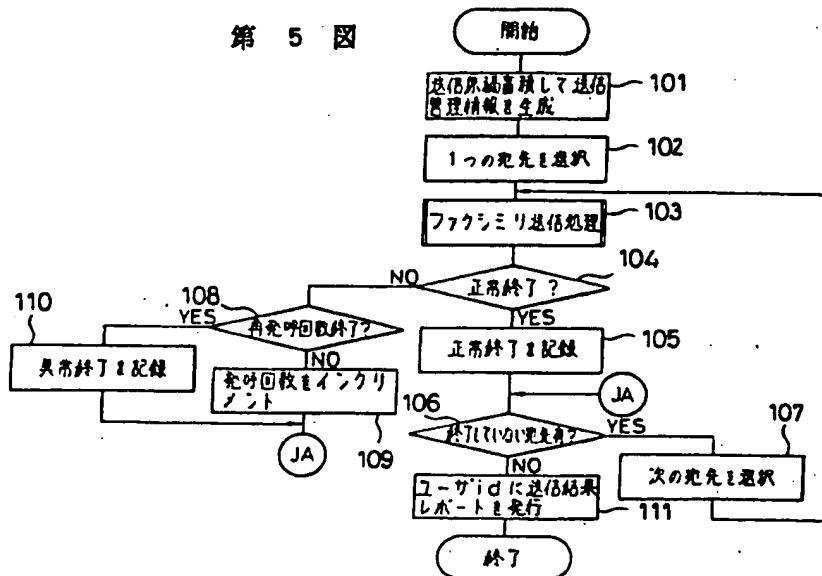 第 5 図
開始
送信原稿蓄積して送信
管理情報を生成
101
1つの宛先を選択
102
ファクシミリ送信処理
103
104
正常終了?
NO
YES
108
再発呼回数終了?
YES
NO
110
異常終了を記録
正常終了を記録
105
発呼回数をインクリ
メント
109
JA
JA
106
終了していない宛先有?
YES
NO
107
次の宛先を選択
ユーザidに送信結果
レポートを発行
111
終了